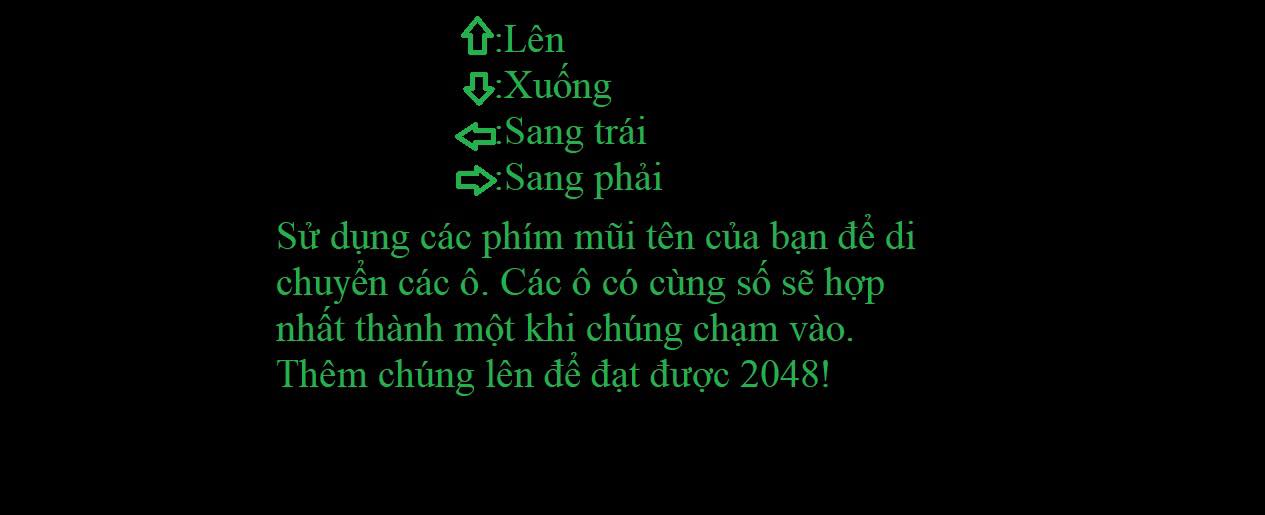 ⇧:Lên
⇩:Xuống
⇦:Sang trái
⇨:Sang phải
Sử dụng các phím mũi tên của bạn để di
chuyển các ô. Các ô có cùng số sẽ hợp
nhất thành một khi chúng chạm vào.
Thêm chúng lên để đạt được 2048!